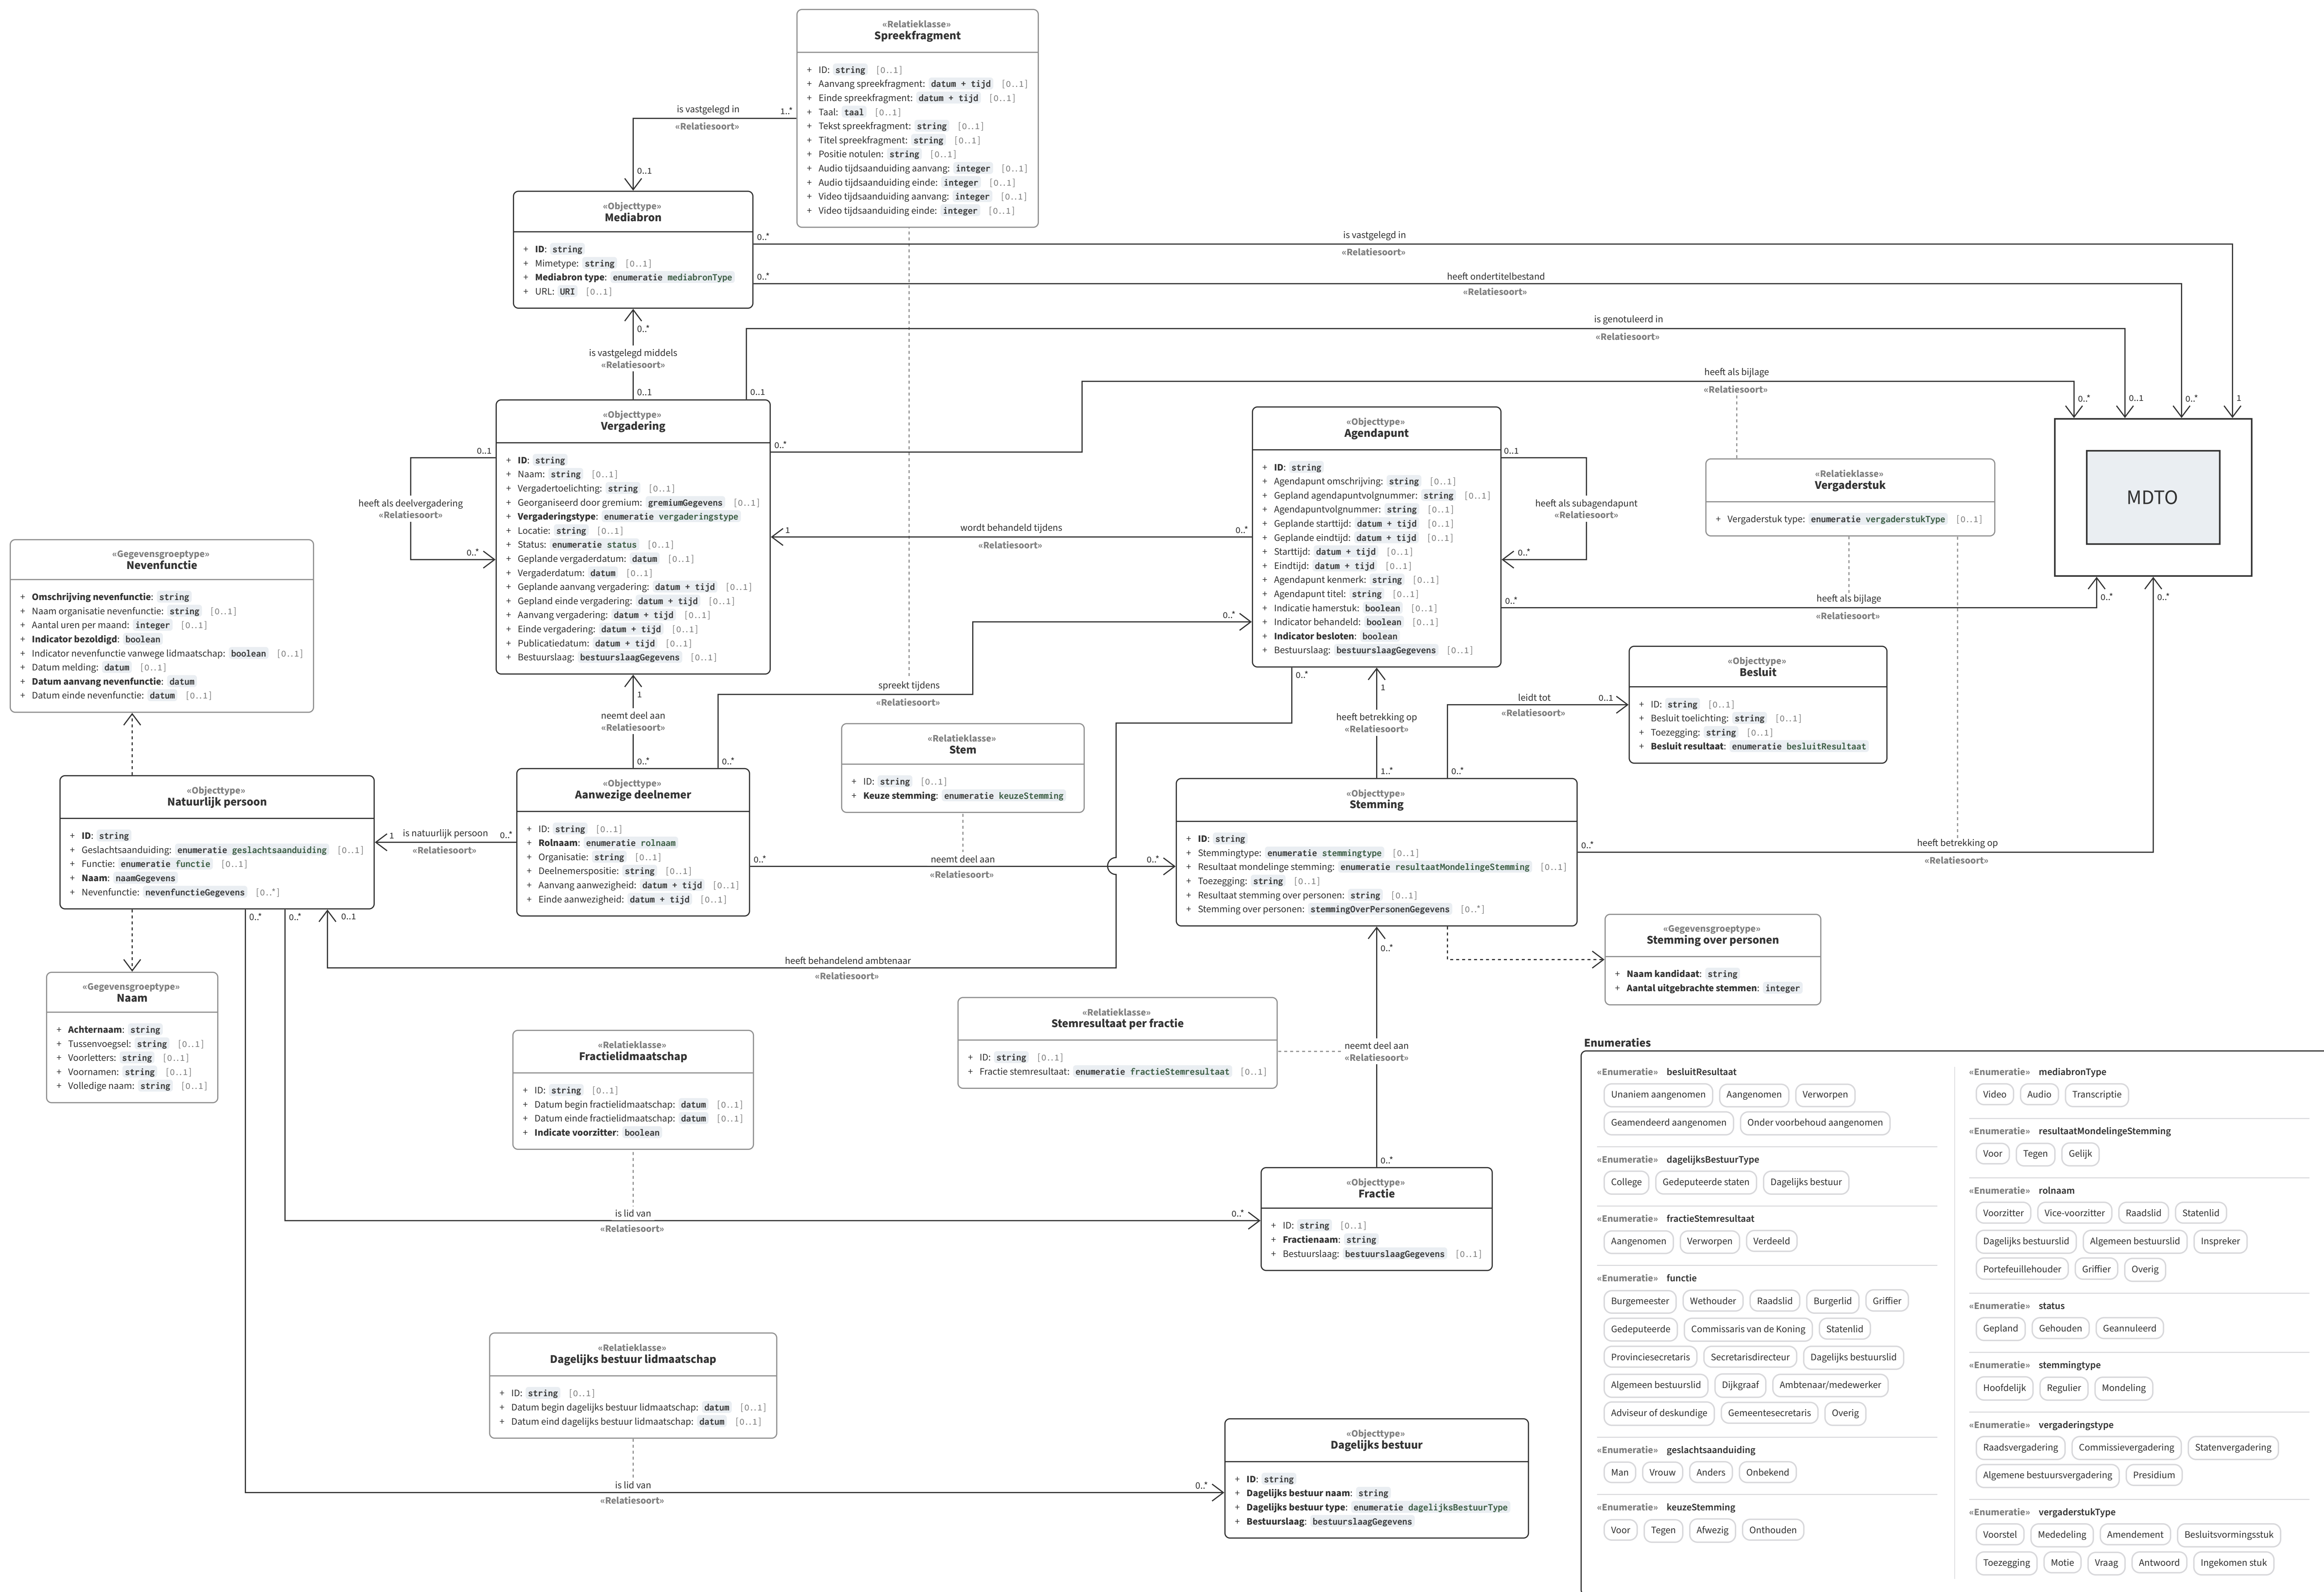 «Relatieklasse»
Spreekfragment
+ ID: string [0..1]
+ Aanvang spreekfragment: datum + tijd [0..1]
+ Einde spreekfragment: datum + tijd [0..1]
+ Taal: taal [0..1]
+ Tekst spreekfragment: string [0..1]
+ Titel spreekfragment: string [0..1]
+ Positie notulen: string [0..1]
+ Audio tijdsaanduiding aanvang: integer [0..1]
+ Audio tijdsaanduiding einde: integer [0..1]
+ Video tijdsaanduiding aanvang: integer [0..1]
+ Video tijdsaanduiding einde: integer [0..1]
is vastgelegd in
«Relatiesoort»
1..*
0..1
«Objecttype»
Mediabron
+ ID: string
+ Mimetype: string [0..1]
+ Mediabron type: enumeratie mediabronType
+ URL: URI [0..1]
0..*
is vastgelegd in
«Relatiesoort»
0..*
heeft ondertitelbestand
«Relatiesoort»
is genotuleerd in
«Relatiesoort»
heeft als bijlage
«Relatiesoort»
0..*
0..1
0..*
1
0..*
is vastgelegd middels
«Relatiesoort»
0..1
0..1
«Objecttype»
Vergadering
+ ID: string
+ Naam: string [0..1]
+ Vergadertoelichting: string [0..1]
+ Georganiseerd door gremium: gremiumGegevens [0..1]
+ Vergaderingstype: enumeratie vergaderingstype
+ Locatie: string [0..1]
+ Status: enumeratie status [0..1]
+ Geplande vergaderdatum: datum [0..1]
+ Vergaderdatum: datum [0..1]
+ Geplande aanvang vergadering: datum + tijd [0..1]
+ Gepland einde vergadering: datum + tijd [0..1]
+ Aanvang vergadering: datum + tijd [0..1]
+ Einde vergadering: datum + tijd [0..1]
+ Publicatiedatum: datum + tijd [0..1]
+ Bestuurslaag: bestuurslaagGegevens [0..1]
0..1
heeft als deelvergadering
«Relatiesoort»
0..*
0..*
1
wordt behandeld tijdens
«Relatiesoort»
0..*
«Objecttype»
Agendapunt
+ ID: string
+ Agendapunt omschrijving: string [0..1]
+ Gepland agendapuntvolgnummer: string [0..1]
+ Agendapuntvolgnummer: string [0..1]
+ Geplande starttijd: datum + tijd [0..1]
+ Geplande eindtijd: datum + tijd [0..1]
+ Starttijd: datum + tijd [0..1]
+ Eindtijd: datum + tijd [0..1]
+ Agendapunt kenmerk: string [0..1]
+ Agendapunt titel: string [0..1]
+ Indicatie hamerstuk: boolean [0..1]
+ Indicator behandeld: boolean [0..1]
+ Indicator besloten: boolean
+ Bestuurslaag: bestuurslaagGegevens [0..1]
0..1
heeft als subagendapunt
«Relatiesoort»
0..*
0..*
heeft als bijlage
«Relatiesoort»
0..*
0..*
«Relatieklasse»
Vergaderstuk
+ Vergaderstuk type: enumeratie vergaderstukType [0..1]
MDTO
«Gegevensgroeptype»
Nevenfunctie
+ Omschrijving nevenfunctie: string
+ Naam organisatie nevenfunctie: string [0..1]
+ Aantal uren per maand: integer [0..1]
+ Indicator bezoldigd: boolean
+ Indicator nevenfunctie vanwege lidmaatschap: boolean [0..1]
+ Datum melding: datum [0..1]
+ Datum aanvang nevenfunctie: datum
+ Datum einde nevenfunctie: datum [0..1]
1
neemt deel aan
«Relatiesoort»
0..*
0..*
spreekt tijdens
«Relatiesoort»
0..*
0..*
1
heeft betrekking op
«Relatiesoort»
1..*
0..*
leidt tot
«Relatiesoort»
0..1
«Objecttype»
Besluit
+ ID: string [0..1]
+ Besluit toelichting: string [0..1]
+ Toezegging: string [0..1]
+ Besluit resultaat: enumeratie besluitResultaat
«Relatieklasse»
Stem
+ ID: string [0..1]
+ Keuze stemming: enumeratie keuzeStemming
«Objecttype»
Natuurlijk persoon
+ ID: string
+ Geslachtsaanduiding: enumeratie geslachtsaanduiding [0..1]
+ Functie: enumeratie functie [0..1]
+ Naam: naamGegevens
+ Nevenfunctie: nevenfunctieGegevens [0..*]
1
is natuurlijk persoon
«Relatiesoort»
0..*
«Objecttype»
Aanwezige deelnemer
+ ID: string [0..1]
+ Rolnaam: enumeratie rolnaam
+ Organisatie: string [0..1]
+ Deelnemerspositie: string [0..1]
+ Aanvang aanwezigheid: datum + tijd [0..1]
+ Einde aanwezigheid: datum + tijd [0..1]
0..*
neemt deel aan
«Relatiesoort»
0..*
«Objecttype»
Stemming
+ ID: string
+ Stemmingtype: enumeratie stemmingtype [0..1]
+ Resultaat mondelinge stemming: enumeratie resultaatMondelingeStemming [0..1]
+ Toezegging: string [0..1]
+ Resultaat stemming over personen: string [0..1]
+ Stemming over personen: stemmingOverPersonenGegevens [0..*]
0..*
heeft betrekking op
«Relatiesoort»
0..*
0..*
0..1
heeft behandelend ambtenaar
«Relatiesoort»
0..*
«Gegevensgroeptype»
Stemming over personen
+ Naam kandidaat: string
+ Aantal uitgebrachte stemmen: integer
«Gegevensgroeptype»
Naam
+ Achternaam: string
+ Tussenvoegsel: string [0..1]
+ Voorletters: string [0..1]
+ Voornamen: string [0..1]
+ Volledige naam: string [0..1]
«Relatieklasse»
Fractielidmaatschap
+ ID: string [0..1]
+ Datum begin fractielidmaatschap: datum [0..1]
+ Datum einde fractielidmaatschap: datum [0..1]
+ Indicate voorzitter: boolean
«Relatieklasse»
Stemresultaat per fractie
+ ID: string [0..1]
+ Fractie stemresultaat: enumeratie fractieStemresultaat [0..1]
neemt deel aan
«Relatiesoort»
0..*
is lid van
«Relatiesoort»
0..*
«Objecttype»
Fractie
+ ID: string [0..1]
+ Fractienaam: string
+ Bestuurslaag: bestuurslaagGegevens [0..1]
«Relatieklasse»
Dagelijks bestuur lidmaatschap
+ ID: string [0..1]
+ Datum begin dagelijks bestuur lidmaatschap: datum [0..1]
+ Datum eind dagelijks bestuur lidmaatschap: datum [0..1]
is lid van
«Relatiesoort»
0..*
«Objecttype»
Dagelijks bestuur
+ ID: string
+ Dagelijks bestuur naam: string
+ Dagelijks bestuur type: enumeratie dagelijksBestuurType
+ Bestuurslaag: bestuurslaagGegevens
Enumeraties
«Enumeratie» besluitResultaat
Unaniem aangenomen Aangenomen Verworpen
Geamendeerd aangenomen Onder voorbehoud aangenomen
«Enumeratie» dagelijksBestuurType
College Gedeputeerde staten Dagelijks bestuur
«Enumeratie» fractieStemresultaat
Aangenomen Verworpen Verdeeld
«Enumeratie» functie
Burgemeester Wethouder Raadslid Burgerlid Griffier
Gedeputeerde Commissaris van de Koning Statenlid
Provinciesecretaris Secretarisdirecteur Dagelijks bestuurslid
Algemeen bestuurslid Dijkgraaf Ambtenaar/medewerker
Adviseur of deskundige Gemeentesecretaris Overig
«Enumeratie» geslachtsaanduiding
Man Vrouw Anders Onbekend
«Enumeratie» keuzeStemming
Voor Tegen Afwezig Onthouden
«Enumeratie» mediabronType
Video Audio Transcriptie
«Enumeratie» resultaatMondelingeStemming
Voor Tegen Gelijk
«Enumeratie» rolnaam
Voorzitter Vice-voorzitter Raadslid Statenlid
Dagelijks bestuurslid Algemeen bestuurslid Inspreker
Portefeuillehouder Griffier Overig
«Enumeratie» status
Gepland Gehouden Geannuleerd
«Enumeratie» stemmingtype
Hoofdelijk Regulier Mondeling
«Enumeratie» vergaderingstype
Raadsvergadering Commissievergadering Statenvergadering
Algemene bestuursvergadering Presidium
«Enumeratie» vergaderstukType
Voorstel Mededeling Amendement Besluitsvormingsstuk
Toezegging Motie Vraag Antwoord Ingekomen stuk